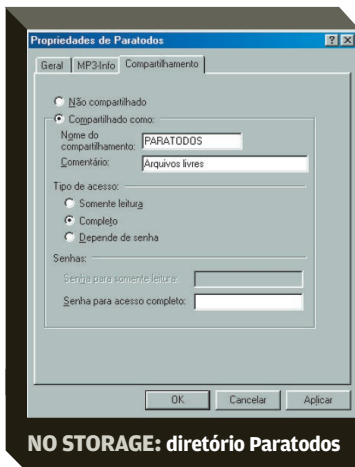 Propriedades de Paratodos
Geral MP3-Info Compartilhamento
Não compartilhado
Compartilhado como:
Nome do
compartilhamento: PARATODOS
Comentário: Arquivos livres
Tipo de acesso:
Somente leitura
Completo
Depende de senha
Senhas:
Senha para somente leitura:
Senha para acesso completo:
OK Cancelar Aplicar
NO STORAGE: diretório Paratodos